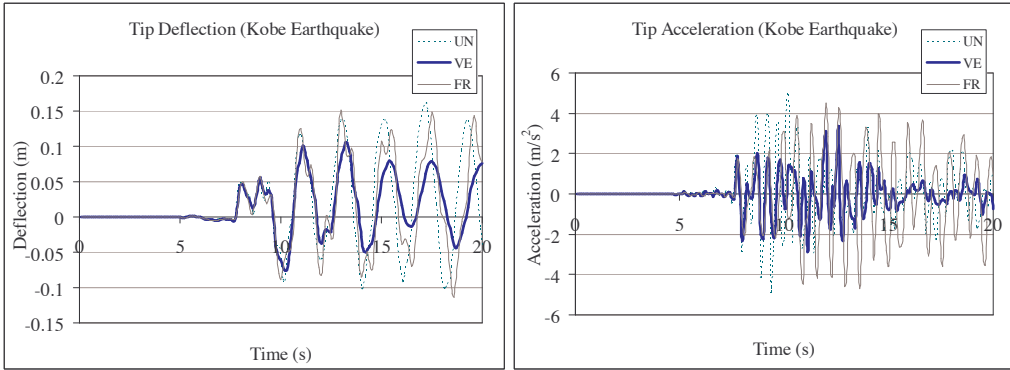 Tip Deflection (Kobe Earthquake)
UN
VE
FR
0.2
0.15
0.1
0.05
0
-0.05
-0.1
-0.15
0
5
10
15
20
Deflection (m)
Time (s)
Tip Acceleration (Kobe Earthquake)
UN
VE
FR
6
4
2
0
-2
-4
-6
0
5
10
15
20
Acceleration (m/s²)
Time (s)